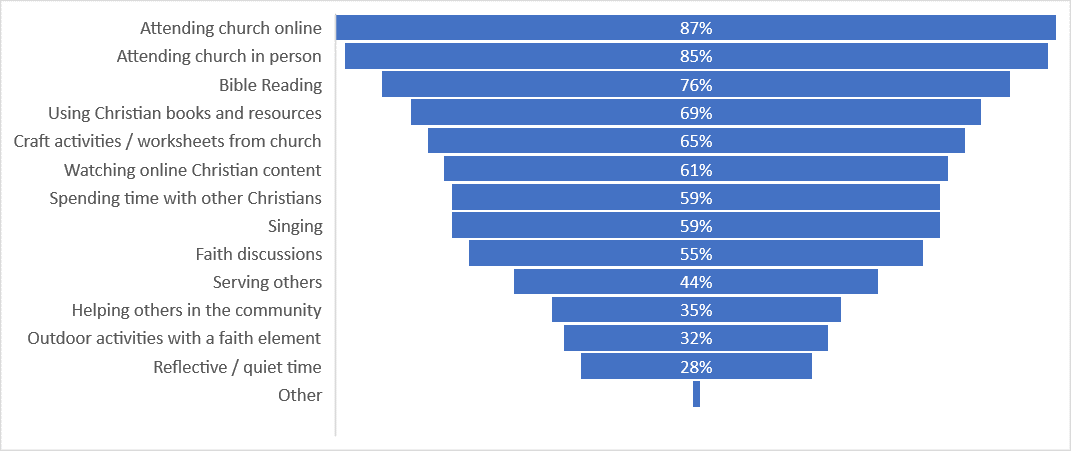 Attending church online 87%
Attending church in person 85%
Bible Reading 76%
Using Christian books and resources 69%
Craft activities / worksheets from church 65%
Watching online Christian content 61%
Spending time with other Christians 59%
Singing 59%
Faith discussions 55%
Serving others 44%
Helping others in the community 35%
Outdoor activities with a faith element 32%
Reflective / quiet time 28%
Other